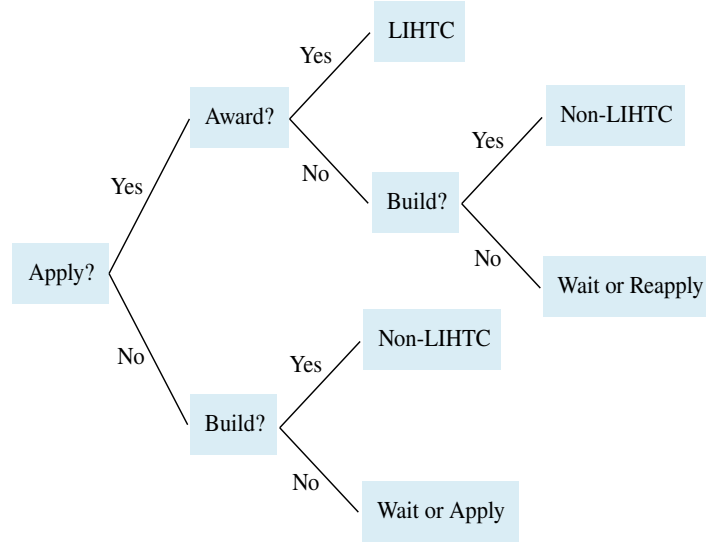 LIHTC
Yes
Award?
Non-LIHTC
Yes
No
Yes
Build?
No
Apply?
Wait or Reapply
Non-LIHTC
No
Yes
Build?
No
Wait or Apply